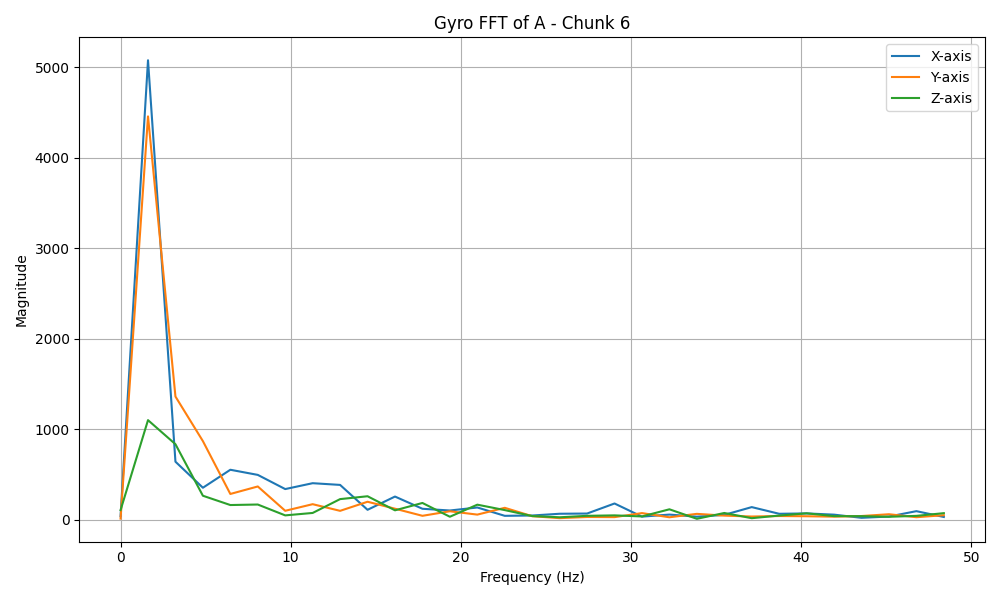 Gyro FFT of A - Chunk 6
X-axis
Y-axis
Z-axis
Magnitude
5000
4000
3000
2000
1000
0
0 10 20 30 40 50
Frequency (Hz)